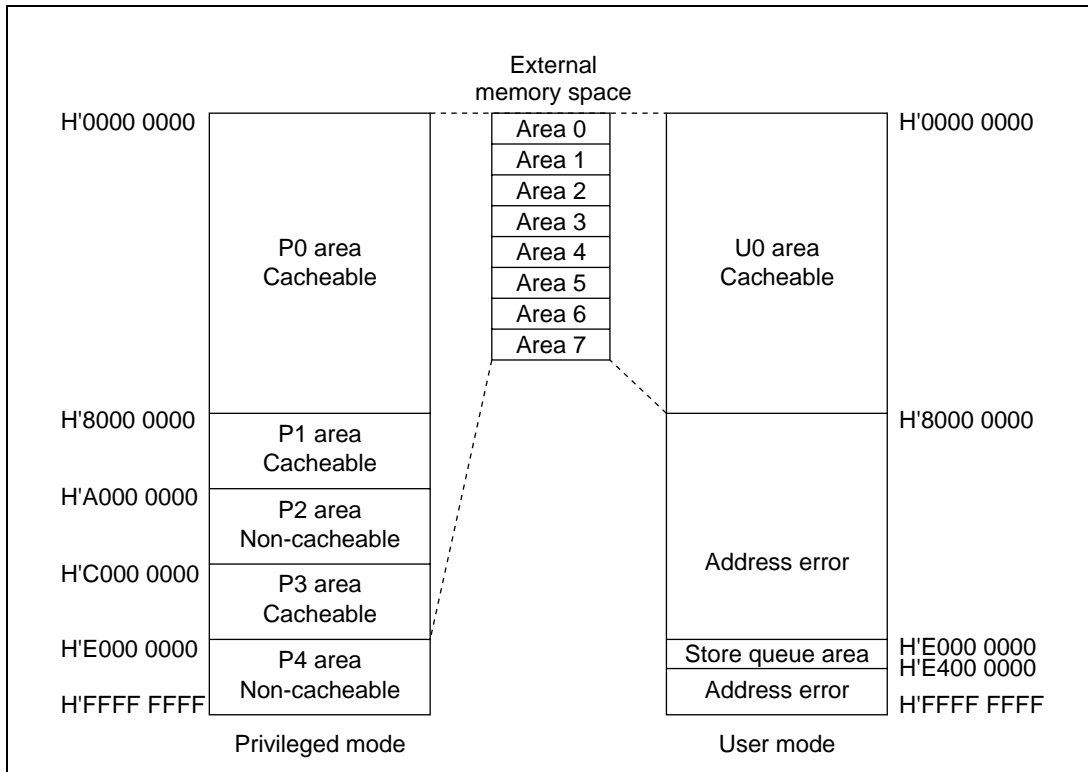 External
memory space
H'0000 0000
Area 0
H'0000 0000
Area 1
Area 2
Area 3
P0 area
Cacheable
Area 4
U0 area
Cacheable
Area 5
Area 6
Area 7
H'8000 0000
H'8000 0000
P1 area
Cacheable
H'A000 0000
P2 area
Non-cacheable
H'C000 0000
P3 area
Cacheable
Address error
H'E000 0000
H'E000 0000
P4 area
Non-cacheable
Store queue area
H'E400 0000
Address error
H'FFFF FFFF
H'FFFF FFFF
Privileged mode
User mode